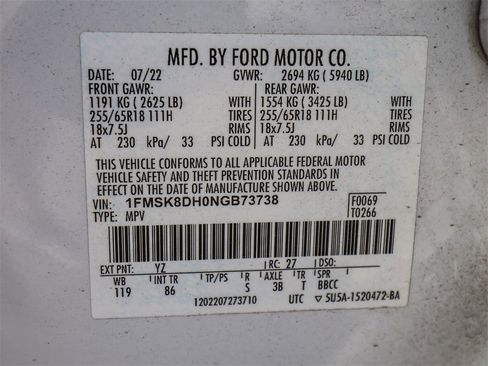 MFD. BY FORD MOTOR CO.
DATE: 07/22 GVWR: 2694 KG ( 5940 LB)
FRONT GAWR: REAR GAWR:
1191 KG ( 2625 LB) WITH 1554 KG ( 3425 LB) WITH
255/65R18 111H TIRES 255/65R18 111H TIRES
18x7.5J RIMS 18x7.5J RIMS
AT 230 kPa/ 33 PSI COLD AT 230 kPa/ 33 PSI COLD
THIS VEHICLE CONFORMS TO ALL APPLICABLE FEDERAL MOTOR
VEHICLE SAFETY AND THEFT PREVENTION STANDARDS IN
EFFECT ON THE DATE OF MANUFACTURE SHOWN ABOVE.
VIN: 1FMSK8DH0NGB73738 F0069
TYPE: MPV T0266
EXT PNT: YZ RC: 27 DSO:
WB INT TR TP/PS R AXLE TR SPR
119 86 S 3B T BBCC
1202207273710 UTC ▽ 5U5A-1520472-BA